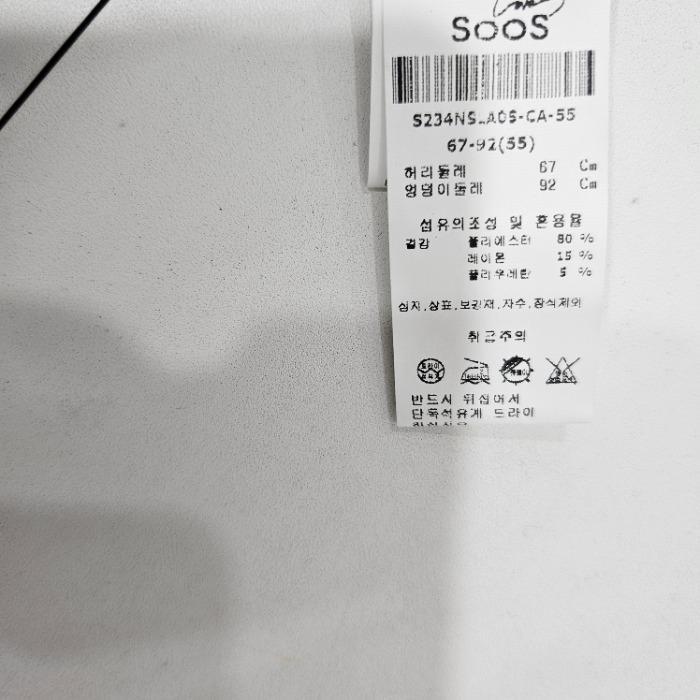 SOOS
S234NSLA05-CA-55
67-92(55)
허리둘레 67 Cm
엉덩이둘레 92 Cm
섬유의조성 및 혼용율
겉감 폴리에스터 80 %
레이온 15 %
폴리우레탄 5 %
심지,상표,보강재,자수,장식제외
취급주의
반드시 뒤집어서
단독석유계 드라이